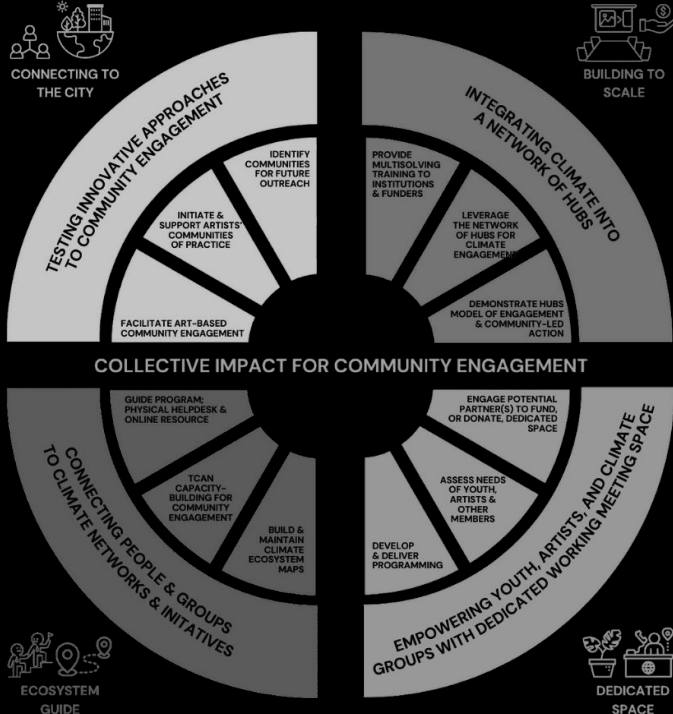 CONNECTING TO
THE CITY
BUILDING TO
SCALE
TESTING INNOVATIVE APPROACHES
TO COMMUNITY ENGAGEMENT
INTEGRATING CLIMATE INTO
A NETWORK OF HUBS
IDENTIFY
COMMUNITIES
FOR FUTURE
OUTREACH
INITIATE &
SUPPORT ARTISTS'
COMMUNITIES
OF PRACTICE
FACILITATE ART-BASED
COMMUNITY ENGAGEMENT
PROVIDE
MULTISOLVING
TRAINING TO
INSTITUTIONS
& FUNDERS
LEVERAGE
THE NETWORK
OF HUBS FOR
CLIMATE
ENGAGEMENT
DEMONSTRATE HUBS
MODEL OF ENGAGEMENT
& COMMUNITY-LED
ACTION
COLLECTIVE IMPACT FOR COMMUNITY ENGAGEMENT
GUIDE PROGRAM;
PHYSICAL HELPDESK &
ONLINE RESOURCE
TCAN
CAPACITY-
BUILDING FOR
COMMUNITY
ENGAGEMENT
BUILD &
MAINTAIN
CLIMATE
ECOSYSTEM
MAPS
ENGAGE POTENTIAL
PARTNER(S) TO FUND,
OR DONATE, DEDICATED
SPACE
ASSESS NEEDS
OF YOUTH,
ARTISTS &
OTHER
MEMBERS
DEVELOP
& DELIVER
PROGRAMMING
CONNECTING PEOPLE & GROUPS
TO CLIMATE NETWORKS & INITATIVES
EMPOWERING YOUTH, ARTISTS, AND CLIMATE
GROUPS WITH DEDICATED WORKING MEETING SPACE
ECOSYSTEM
GUIDE
DEDICATED
SPACE